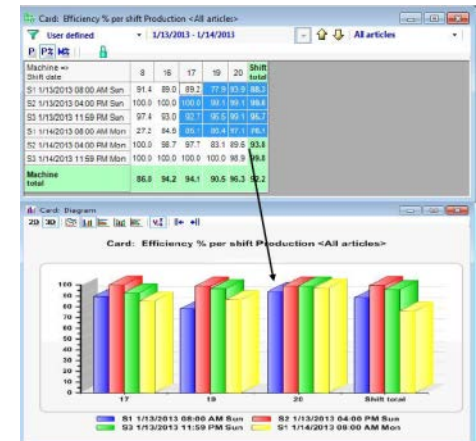 Card: Efficiency % per shift Production <All articles>
User defined 1/13/2013 - 1/14/2013 All articles
Machine =>
Shift date 8 16 17 19 20 Shift total
S1 1/13/2013 08:00 AM Sun 91.4 89.0 89.2 77.9 93.9 88.3
S2 1/13/2013 04:00 PM Sun 100.0 100.0 100.0 99.1 99.1 99.6
S3 1/13/2013 11:59 PM Sun 97.4 93.0 92.7 96.5 99.1 95.7
S1 1/14/2013 08:00 AM Mon 27.2 84.6 85.1 86.4 97.1 76.1
S2 1/14/2013 04:00 PM Mon 100.0 98.7 97.7 83.1 89.6 93.8
S3 1/14/2013 11:59 PM Mon 100.0 100.0 100.0 100.0 98.9 99.8
Machine total 86.0 94.2 94.1 90.5 96.3 92.2
Card: Diagram
2D 3D
Card: Efficiency % per shift Production <All articles>
100
90
80
70
60
50
40
30
20
10
0
17 19 20 Shift total
S1 1/13/2013 08:00 AM Sun S2 1/13/2013 04:00 PM Sun
S3 1/13/2013 11:59 PM Sun S1 1/14/2013 08:00 AM Mon